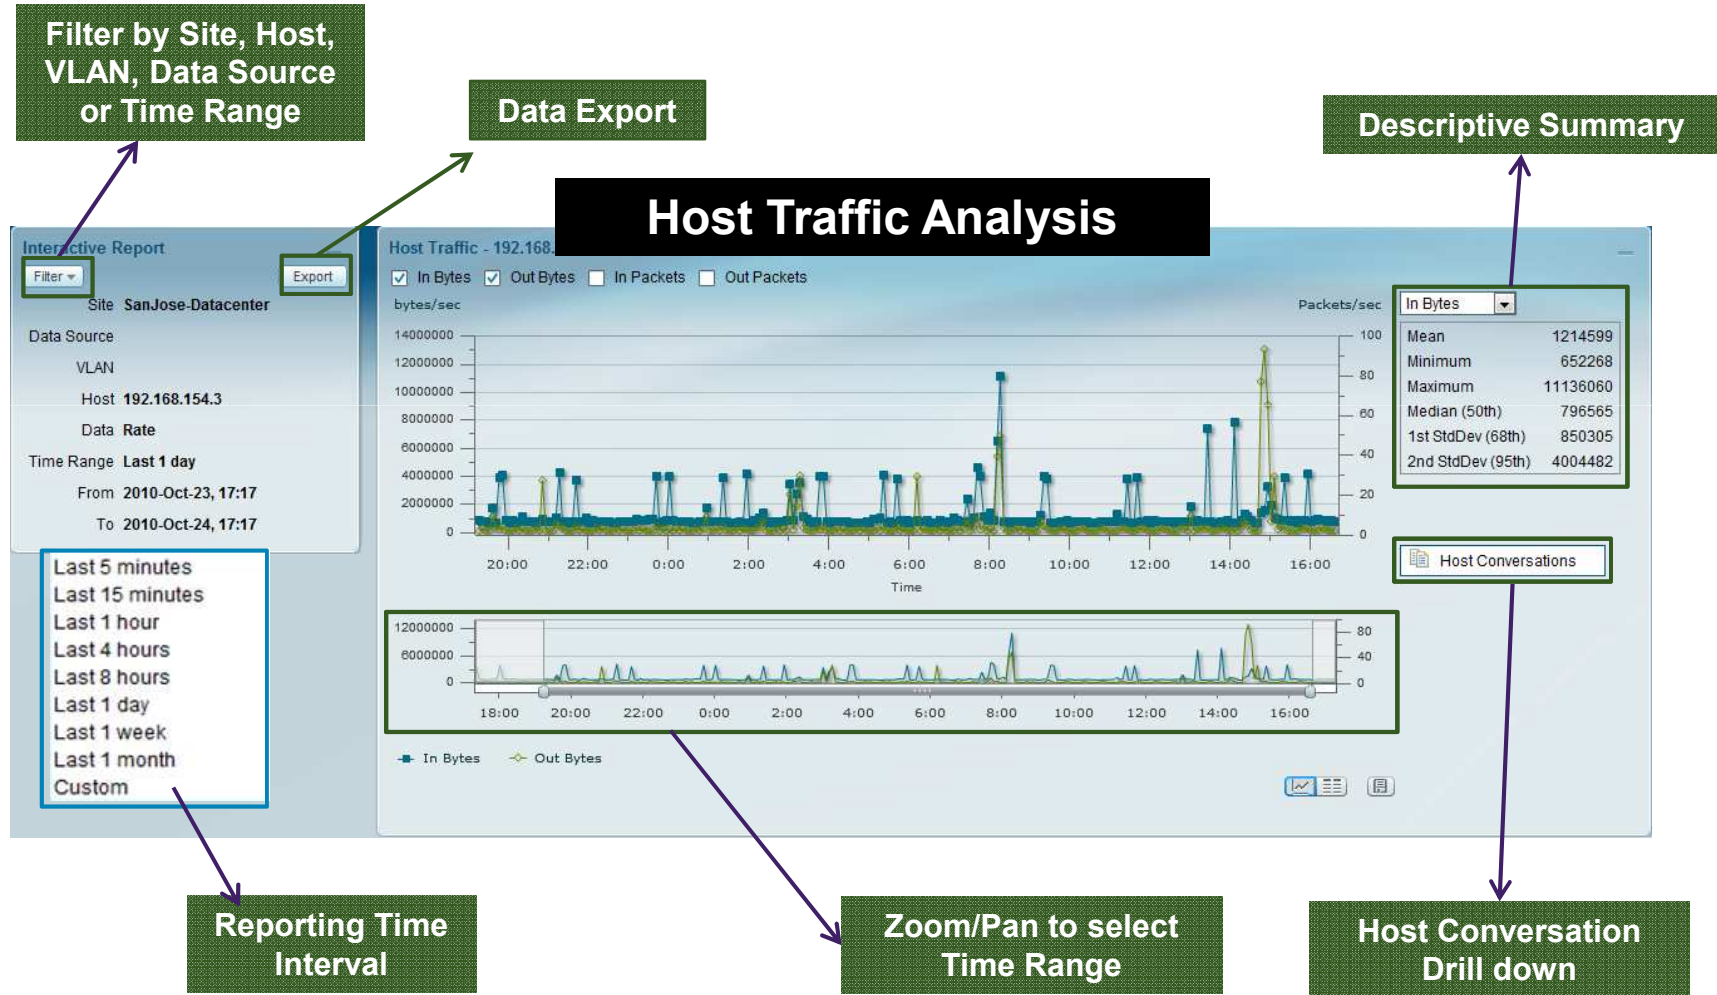 Filter by Site, Host,
VLAN, Data Source
or Time Range
Data Export
Descriptive Summary
Host Traffic Analysis
Interactive Report
Filter
Export
Site SanJose-Datacenter
Data Source
VLAN
Host 192.168.154.3
Data Rate
Time Range Last 1 day
From 2010-Oct-23, 17:17
To 2010-Oct-24, 17:17
Last 5 minutes
Last 15 minutes
Last 1 hour
Last 4 hours
Last 8 hours
Last 1 day
Last 1 week
Last 1 month
Custom
Host Traffic - 192.168.
In Bytes Out Bytes In Packets Out Packets
bytes/sec Packets/sec
14000000 100
12000000
10000000 80
8000000 60
6000000
4000000 40
2000000 20
0 0
20:00 22:00 0:00 2:00 4:00 6:00 8:00 10:00 12:00 14:00 16:00
Time
12000000 80
6000000 40
0 0
18:00 20:00 22:00 0:00 2:00 4:00 6:00 8:00 10:00 12:00 14:00 16:00
In Bytes Out Bytes
In Bytes
Mean 1214599
Minimum 652268
Maximum 11136060
Median (50th) 796565
1st StdDev (68th) 850305
2nd StdDev (95th) 4004482
Host Conversations
Reporting Time
Interval
Zoom/Pan to select
Time Range
Host Conversation
Drill down